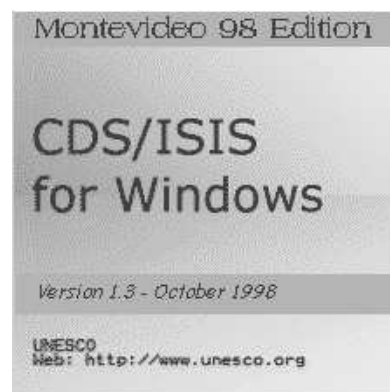 Montevideo 98 Edition
CDS/ISIS
for Windows
Version 1.3 - October 1998
UNESCO
Web: http://www.unesco.org